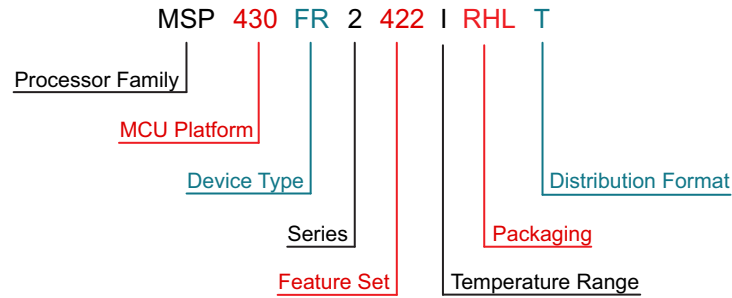 MSP 430 FR 2 422 I RHL T
Processor Family
MCU Platform
Device Type
Distribution Format
Series
Packaging
Feature Set
Temperature Range